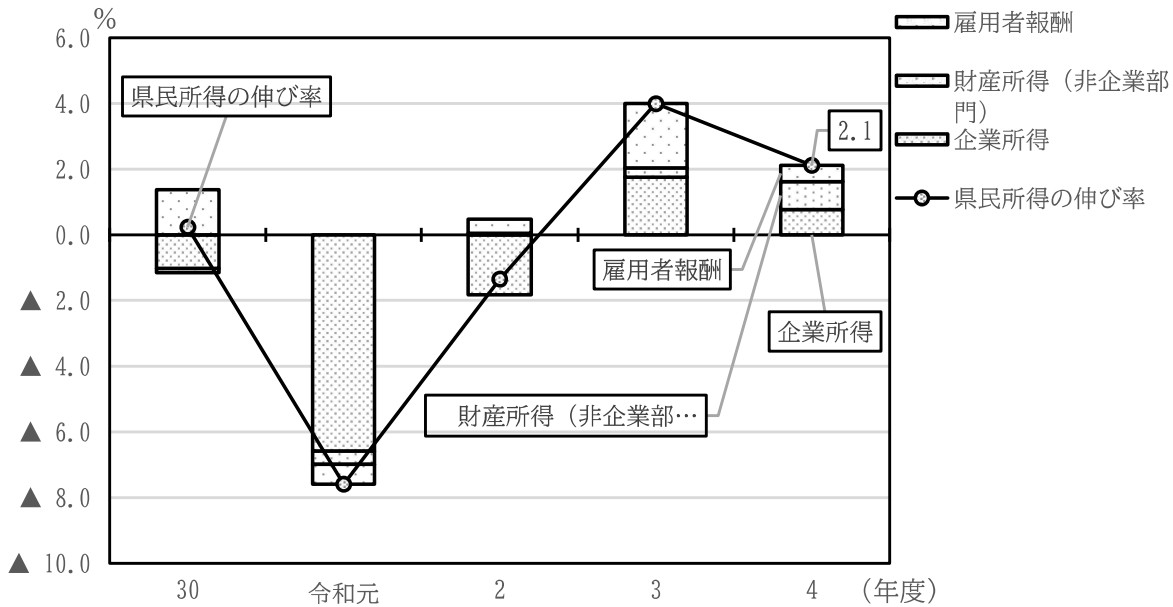 %
6.0
4.0
2.0
0.0
▲ 2.0
▲ 4.0
▲ 6.0
▲ 8.0
▲ 10.0
県民所得の伸び率
2.1
雇用者報酬
企業所得
財産所得（非企業部…
30
令和元
2
3
4
（年度）
雇用者報酬
財産所得（非企業部
門）
企業所得
県民所得の伸び率